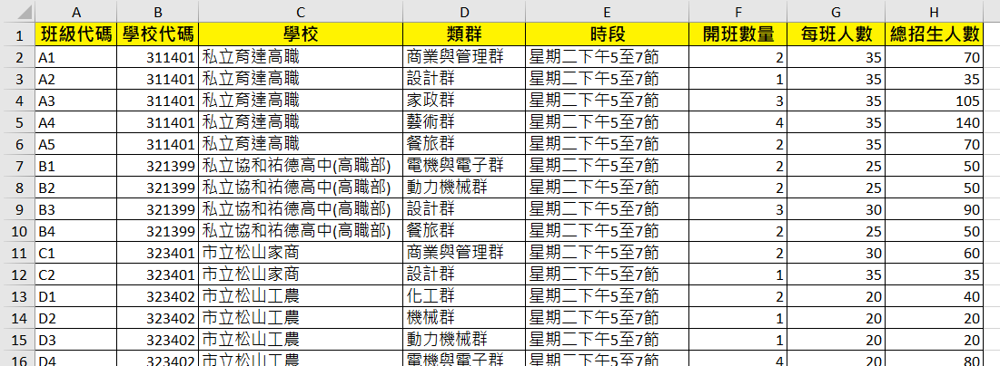 A B C D E F G H
1 班級代碼 學校代碼 學校 類群 時段 開班數量 每班人數 總招生人數
2 A1 311401 私立育達高職 商業與管理群 星期二下午5至7節 2 35 70
3 A2 311401 私立育達高職 設計群 星期二下午5至7節 1 35 35
4 A3 311401 私立育達高職 家政群 星期二下午5至7節 3 35 105
5 A4 311401 私立育達高職 藝術群 星期二下午5至7節 4 35 140
6 A5 311401 私立育達高職 餐旅群 星期二下午5至7節 2 35 70
7 B1 321399 私立協和祐德高中(高職部) 電機與電子群 星期二下午5至7節 2 25 50
8 B2 321399 私立協和祐德高中(高職部) 動力機械群 星期二下午5至7節 2 25 50
9 B3 321399 私立協和祐德高中(高職部) 設計群 星期二下午5至7節 3 30 90
10 B4 321399 私立協和祐德高中(高職部) 餐旅群 星期二下午5至7節 2 25 50
11 C1 323401 市立松山家商 商業與管理群 星期二下午5至7節 2 30 60
12 C2 323401 市立松山家商 設計群 星期二下午5至7節 1 35 35
13 D1 323402 市立松山工農 化工群 星期二下午5至7節 2 20 40
14 D2 323402 市立松山工農 機械群 星期二下午5至7節 1 20 20
15 D3 323402 市立松山工農 動力機械群 星期二下午5至7節 1 20 20
16 D4 323402 市立松山工農 電機與電子群 星期二下午5至7節 4 20 80